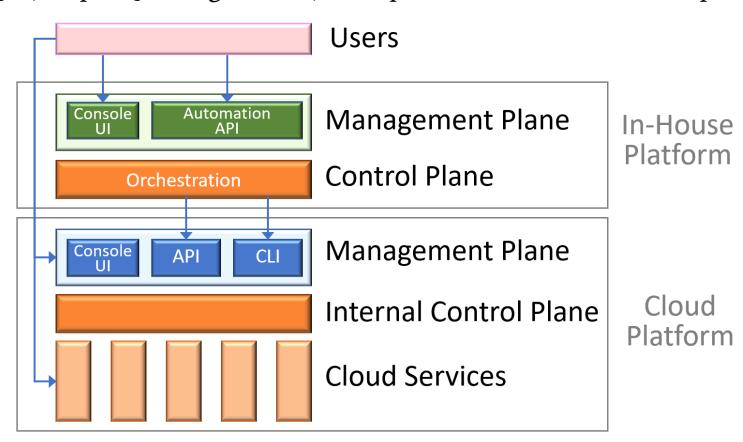 Users
Console
UI
Automation
API
Management Plane
In-House
Platform
Orchestration
Control Plane
Console
UI
API
CLI
Management Plane
Internal Control Plane
Cloud
Platform
Cloud Services